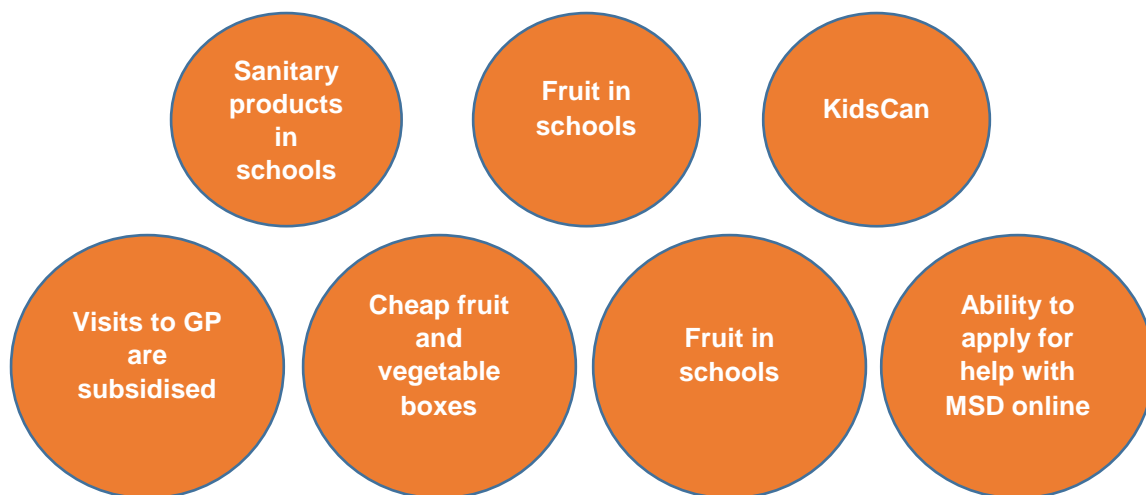 Sanitary
products
in
schools
Fruit in
schools
KidsCan
Visits to GP
are
subsidised
Cheap fruit
and
vegetable
boxes
Fruit in
schools
Ability to
apply for
help with
MSD online